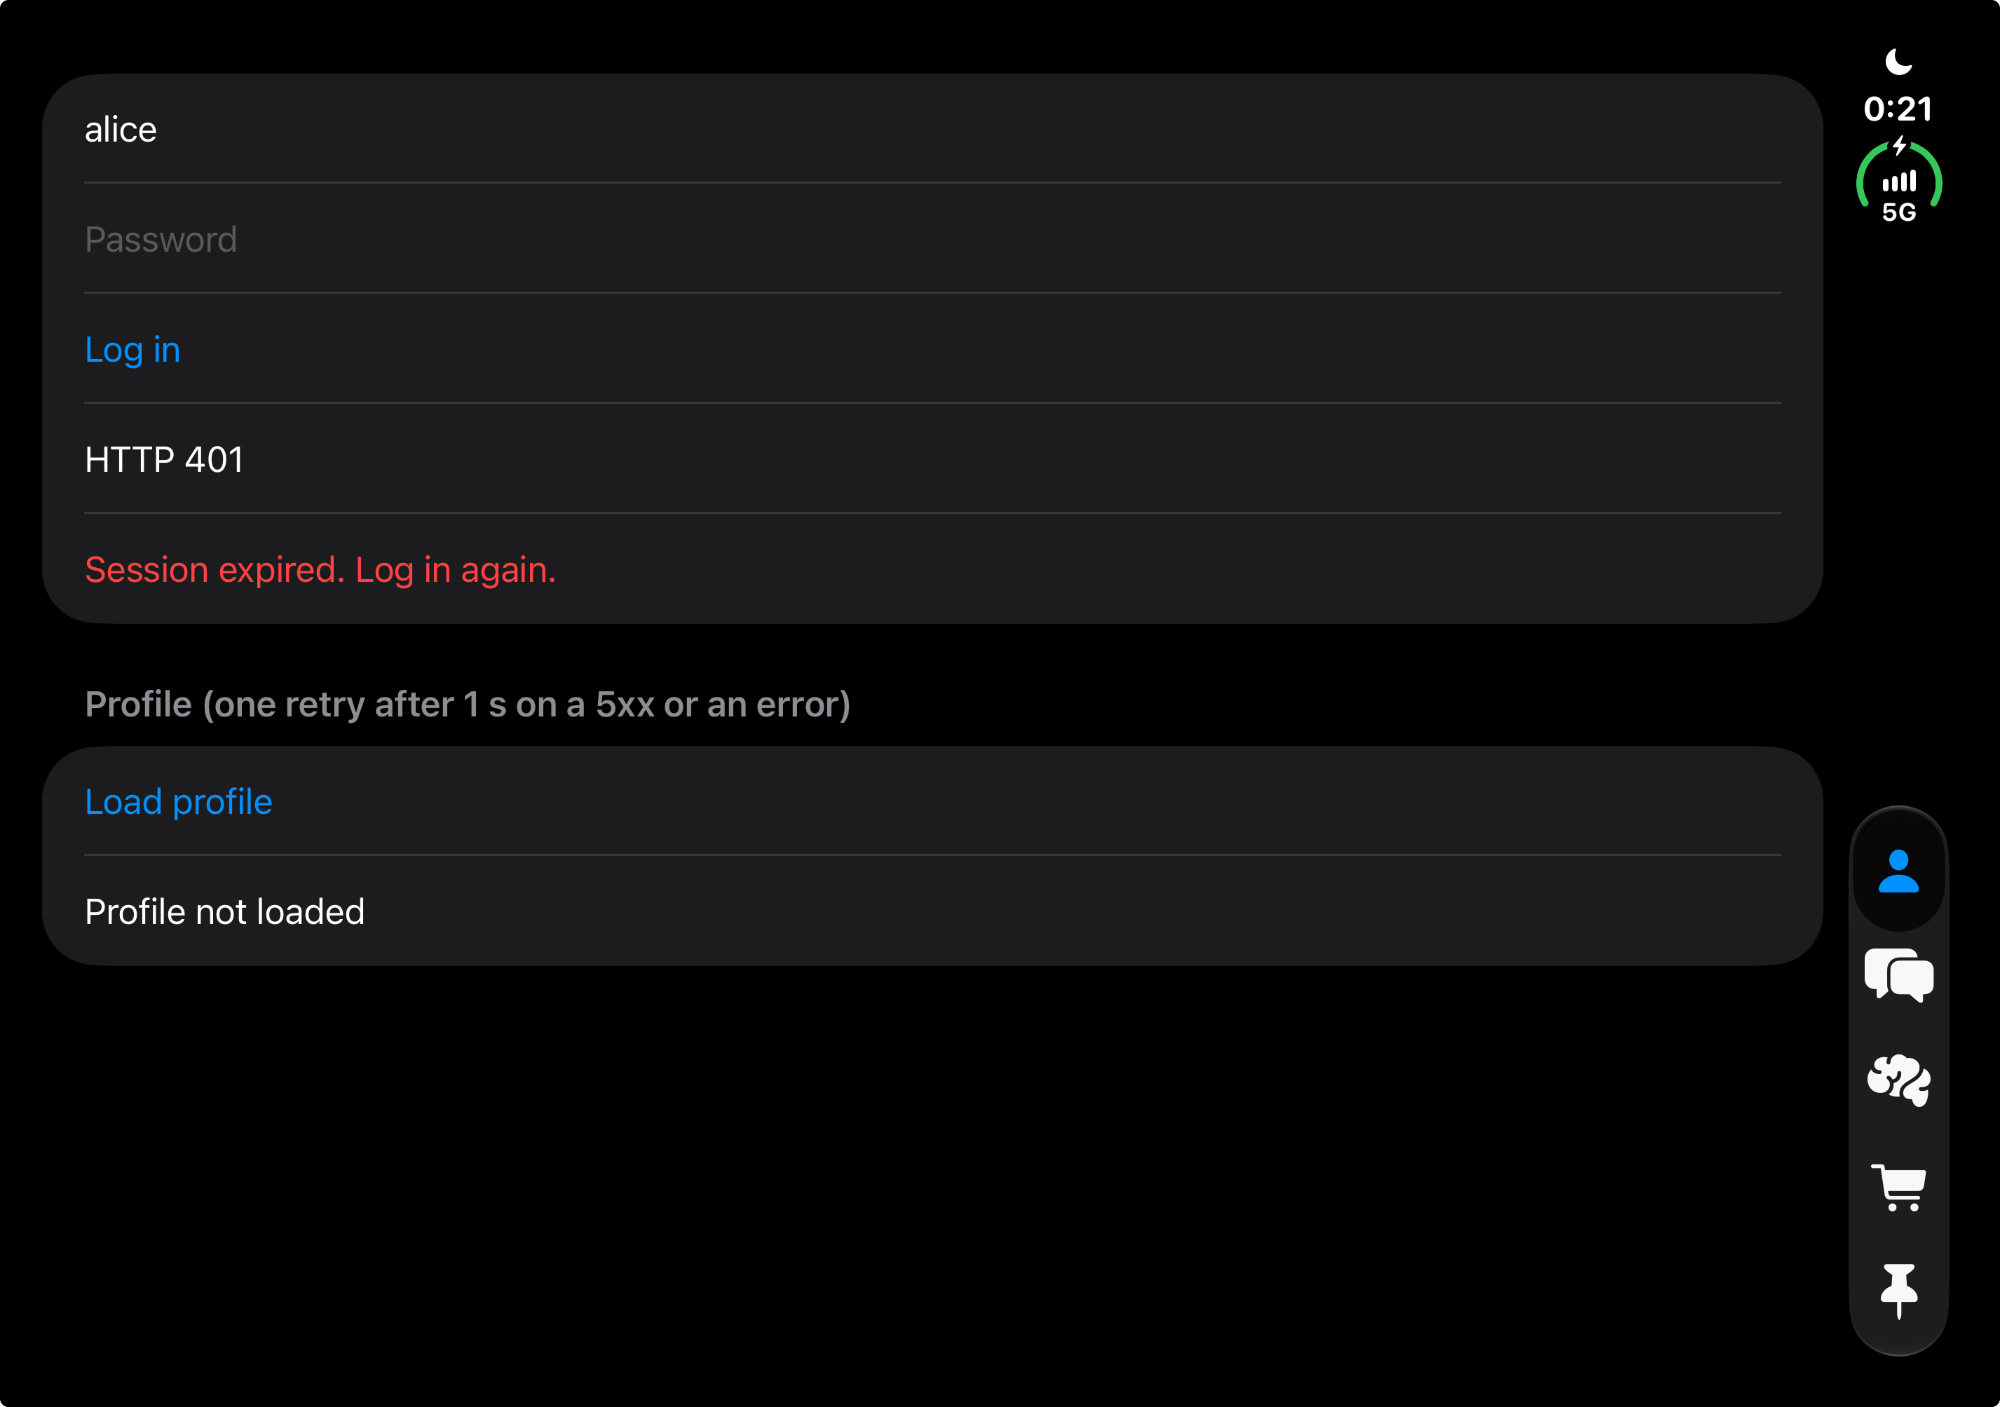 alice
Password
Log in
HTTP 401
Session expired. Log in again.
Profile (one retry after 1 s on a 5xx or an error)
Load profile
Profile not loaded
0:21
5G